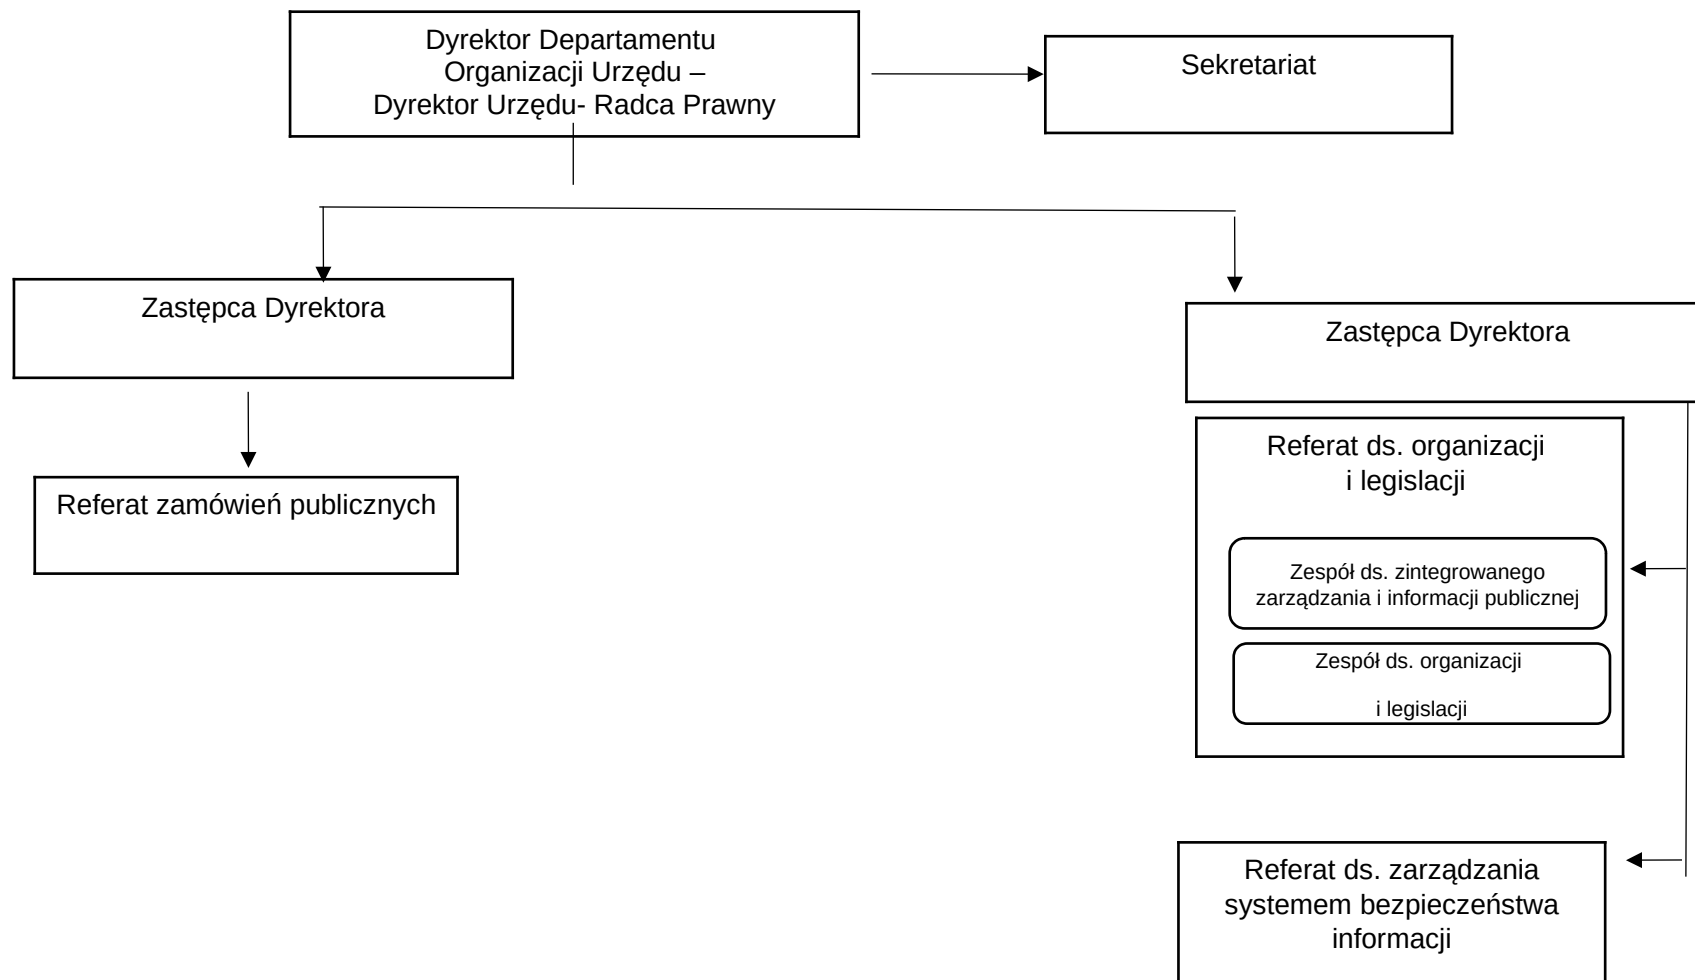 Dyrektor Departamentu
Organizacji Urzędu –
Dyrektor Urzędu- Radca Prawny
Sekretariat
Zastępca Dyrektora
Zastępca Dyrektora
Referat zamówień publicznych
Referat ds. organizacji
i legislacji
Zespół ds. zintegrowanego
zarządzania i informacji publicznej
Zespół ds. organizacji
i legislacji
Referat ds. zarządzania
systemem bezpieczeństwa
informacji